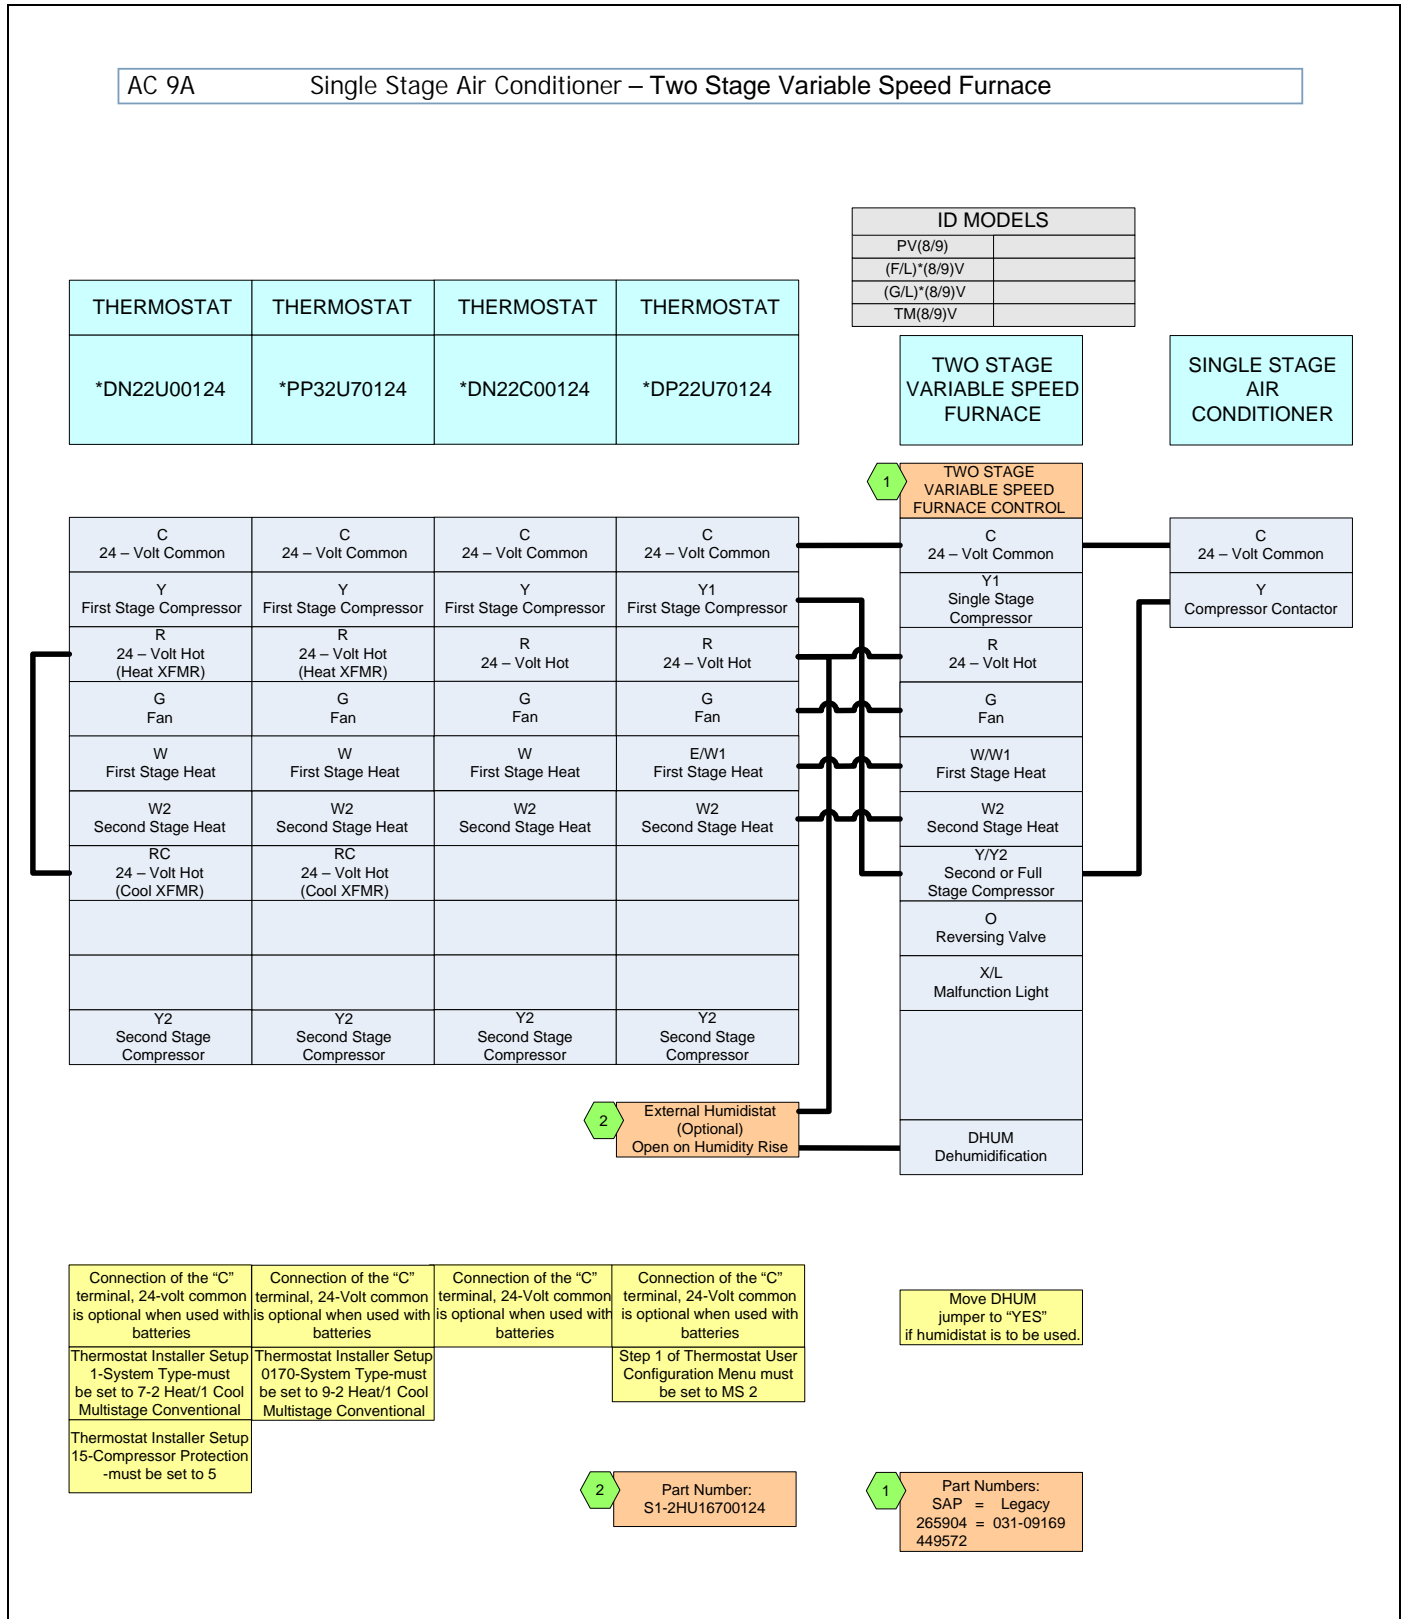 AC 9A Single Stage Air Conditioner – Two Stage Variable Speed Furnace
ID MODELS
PV(8/9)
(F/L)*(8/9)V
(G/L)*(8/9)V
TM(8/9)V
THERMOSTAT
THERMOSTAT
THERMOSTAT
THERMOSTAT
*DN22U00124
*PP32U70124
*DN22C00124
*DP22U70124
TWO STAGE
VARIABLE SPEED
FURNACE
SINGLE STAGE
AIR
CONDITIONER
1
TWO STAGE
VARIABLE SPEED
FURNACE CONTROL
C
24 – Volt Common
C
24 – Volt Common
C
24 – Volt Common
C
24 – Volt Common
C
24 – Volt Common
C
24 – Volt Common
Y
First Stage Compressor
Y
First Stage Compressor
Y
First Stage Compressor
Y1
First Stage Compressor
Y1
Single Stage
Compressor
Y
Compressor Contactor
R
24 – Volt Hot
(Heat XFMR)
R
24 – Volt Hot
(Heat XFMR)
R
24 – Volt Hot
R
24 – Volt Hot
R
24 – Volt Hot
G
Fan
G
Fan
G
Fan
G
Fan
G
Fan
W
First Stage Heat
W
First Stage Heat
W
First Stage Heat
E/W1
First Stage Heat
W/W1
First Stage Heat
W2
Second Stage Heat
W2
Second Stage Heat
W2
Second Stage Heat
W2
Second Stage Heat
W2
Second Stage Heat
RC
24 – Volt Hot
(Cool XFMR)
RC
24 – Volt Hot
(Cool XFMR)
Y/Y2
Second or Full
Stage Compressor
O
Reversing Valve
X/L
Malfunction Light
Y2
Second Stage
Compressor
Y2
Second Stage
Compressor
Y2
Second Stage
Compressor
Y2
Second Stage
Compressor
2
External Humidistat
(Optional)
Open on Humidity Rise
DHUM
Dehumidification
Connection of the “C”
terminal, 24-volt common
is optional when used with
batteries
Connection of the “C”
terminal, 24-Volt common
is optional when used with
batteries
Connection of the “C”
terminal, 24-Volt common
is optional when used with
batteries
Connection of the “C”
terminal, 24-Volt common
is optional when used with
batteries
Move DHUM
jumper to “YES”
if humidistat is to be used.
Thermostat Installer Setup
1-System Type-must
be set to 7-2 Heat/1 Cool
Multistage Conventional
Thermostat Installer Setup
0170-System Type-must
be set to 9-2 Heat/1 Cool
Multistage Conventional
Step 1 of Thermostat User
Configuration Menu must
be set to MS 2
Thermostat Installer Setup
15-Compressor Protection
-must be set to 5
2
Part Number:
S1-2HU16700124
1
Part Numbers:
SAP = Legacy
265904 = 031-09169
449572